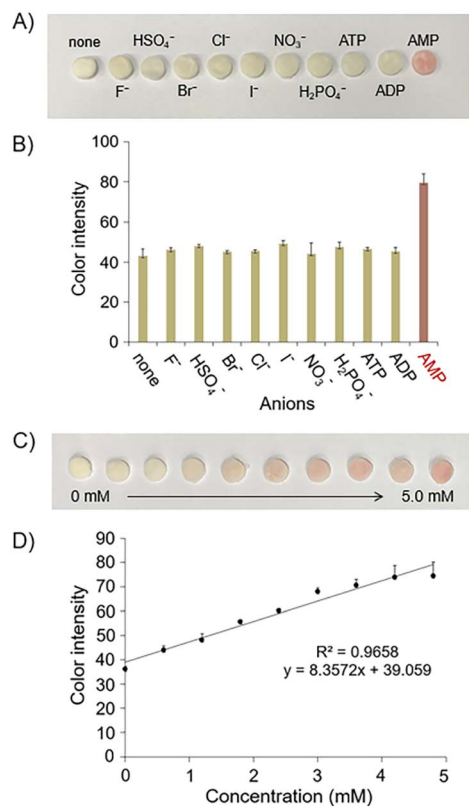 A)
none HSO₄⁻ Cl⁻ NO₃⁻ ATP AMP
F⁻ Br⁻ I⁻ H₂PO₄⁻ ADP
B)
Color intensity
100
80
60
40
20
0
none F⁻ HSO₄⁻ Br⁻ Cl⁻ I⁻ NO₃⁻ H₂PO₄⁻ ATP ADP AMP
Anions
C)
0 mM 5.0 mM
D)
Color intensity
90
80
70
60
50
40
30
20
10
0
R² = 0.9658
y = 8.3572x + 39.059
0 1 2 3 4 5
Concentration (mM)